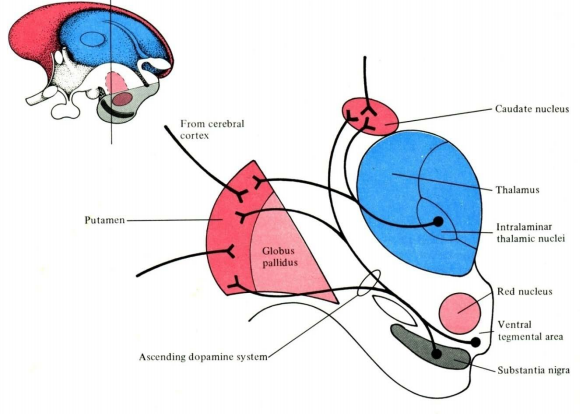 From cerebral
cortex
Caudate nucleus
Thalamus
Putamen
Intralaminar
thalamic nuclei
Globus
pallidus
Red nucleus
Ventral
tegmental area
Ascending dopamine system
Substantia nigra